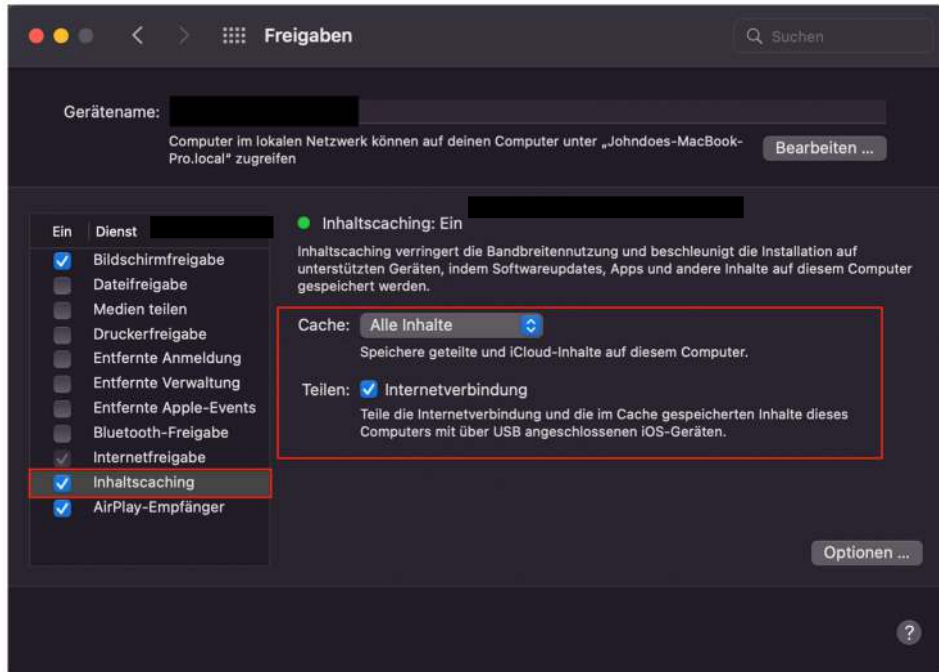 Freigaben
Suchen
Gerätename:
Computer im lokalen Netzwerk können auf deinen Computer unter „Johndoes-MacBook-
Pro.local" zugreifen
Bearbeiten ...
Ein
Dienst
Bildschirmfreigabe
Dateifreigabe
Medien teilen
Druckerfreigabe
Entfernte Anmeldung
Entfernte Verwaltung
Entfernte Apple-Events
Bluetooth-Freigabe
Internetfreigabe
Inhaltscaching
AirPlay-Empfänger
Inhaltscaching: Ein
Inhaltscaching verringert die Bandbreitennutzung und beschleunigt die Installation auf
unterstützten Geräten, indem Softwareupdates, Apps und andere Inhalte auf diesem Computer
gespeichert werden.
Cache: Alle Inhalte
Speichere geteilte und iCloud-Inhalte auf diesem Computer.
Teilen: Internetverbindung
Teile die Internetverbindung und die im Cache gespeicherten Inhalte dieses
Computers mit über USB angeschlossenen iOS-Geräten.
Optionen ...
?